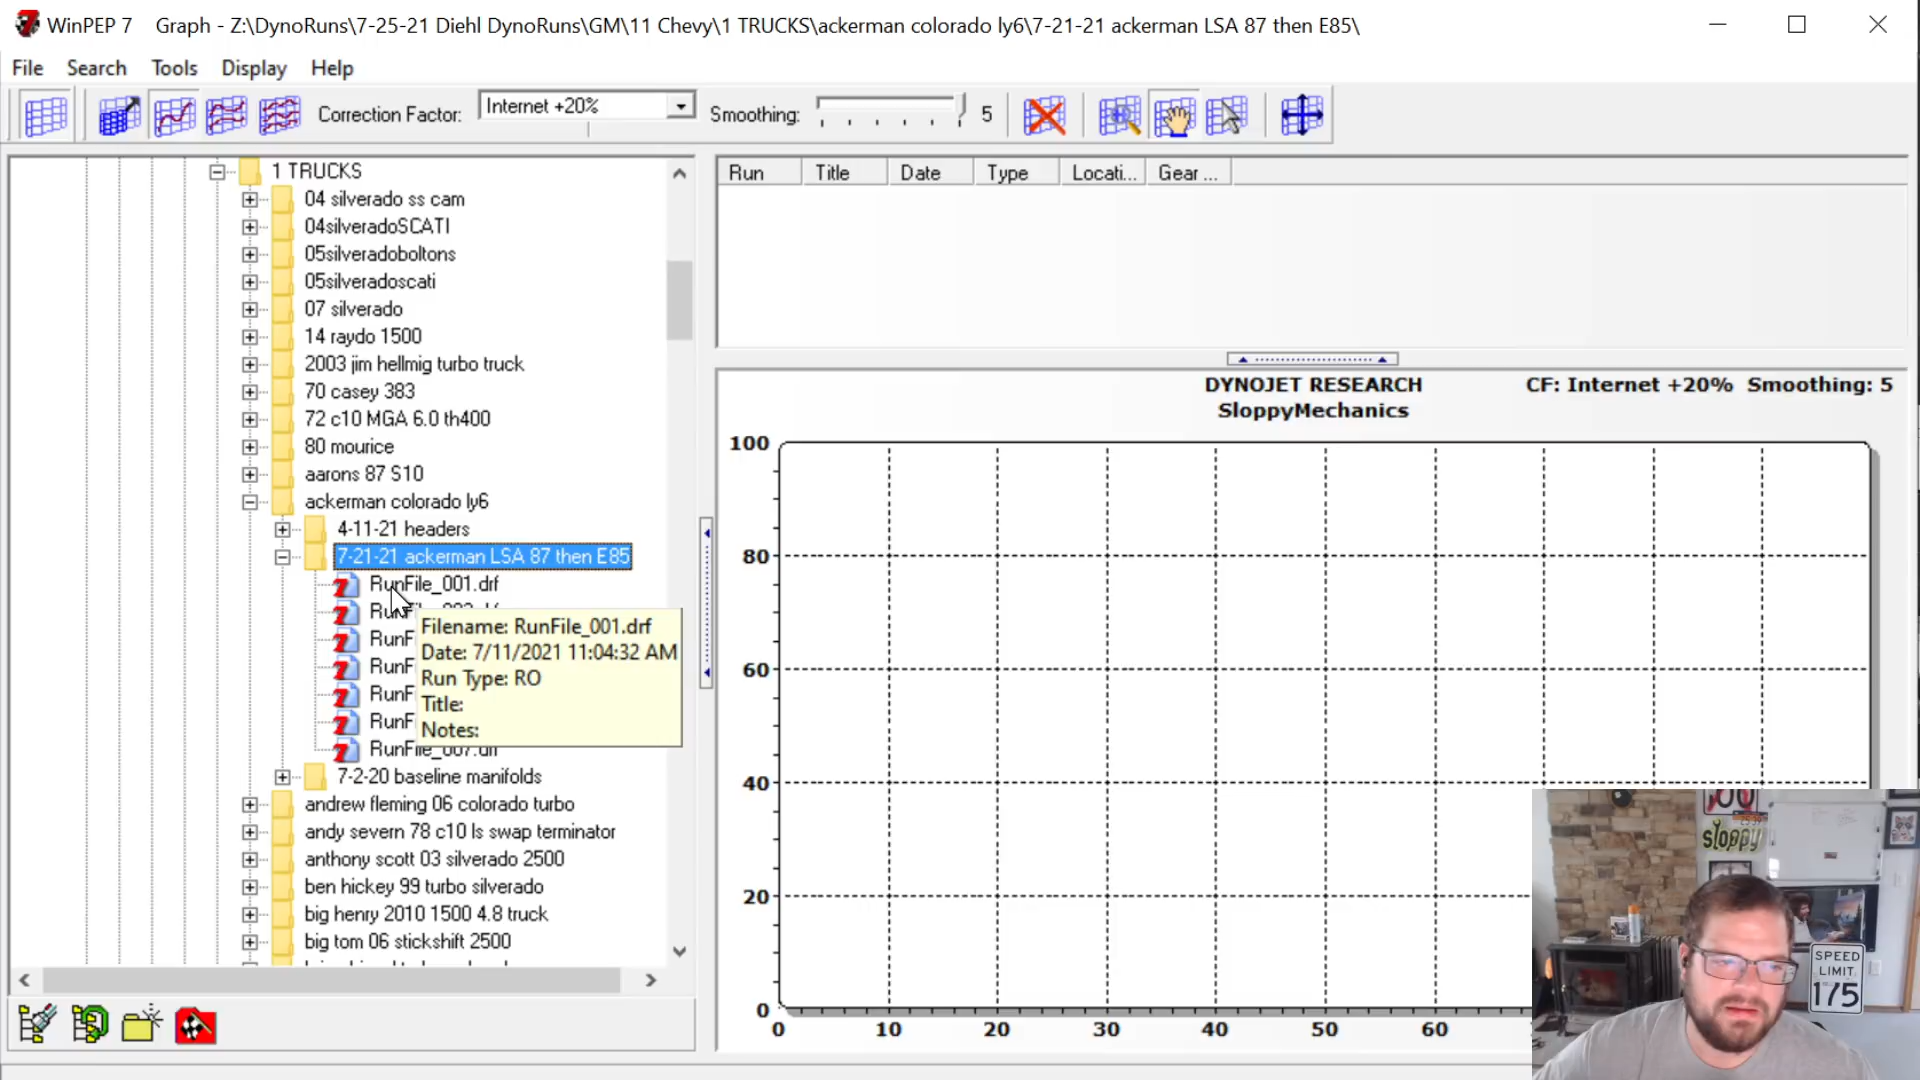 WinPEP 7 Graph - Z:\DynoRuns\7-25-21 Diehl DynoRuns\GM\11 Chevy\1 TRUCKS\ackerman colorado ly6\7-21-21 ackerman LSA 87 then E85\
File Search Tools Display Help
Correction Factor: Internet +20% Smoothing: 5
1 TRUCKS
04 silverado ss cam
04silveradoSCATI
05silveradoboltons
05silveradoscati
07 silverado
14 raydo 1500
2003 jim hellmig turbo truck
70 casey 383
72 c10 MGA 6.0 th400
80 mourice
aarons 87 S10
ackerman colorado ly6
4-11-21 headers
7-21-21 ackerman LSA 87 then E85
RunFile_001.drf
RunF
RunF
RunF
RunF
RunFile_007.drf
Filename: RunFile_001.drf
Date: 7/11/2021 11:04:32 AM
Run Type: RO
Title:
Notes:
7-2-20 baseline manifolds
andrew fleming 06 colorado turbo
andy severn 78 c10 ls swap terminator
anthony scott 03 silverado 2500
ben hickey 99 turbo silverado
big henry 2010 1500 4.8 truck
big tom 06 stickshift 2500
Run Title Date Type Locati... Gear ...
DYNOJET RESEARCH
SloppyMechanics
CF: Internet +20% Smoothing: 5
100
80
60
40
20
0
0 10 20 30 40 50 60
sloppy
SPEED
LIMIT
175